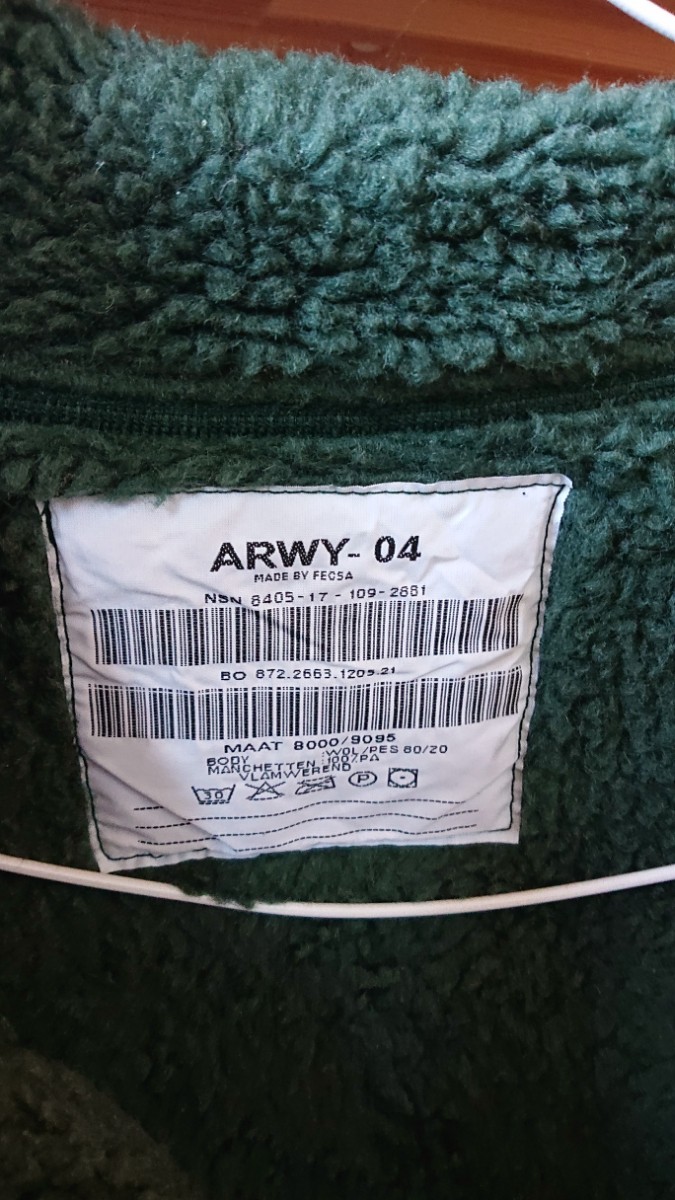 ARWY- 04
MADE BY FECSA
NSN 8405-17-109-2881
BO 872.2663.1209.21
MAAT 8000/9095
BODY :WOL/PES 80/20
MANCHETTEN :100%PA
VLAMWEREND
30 P